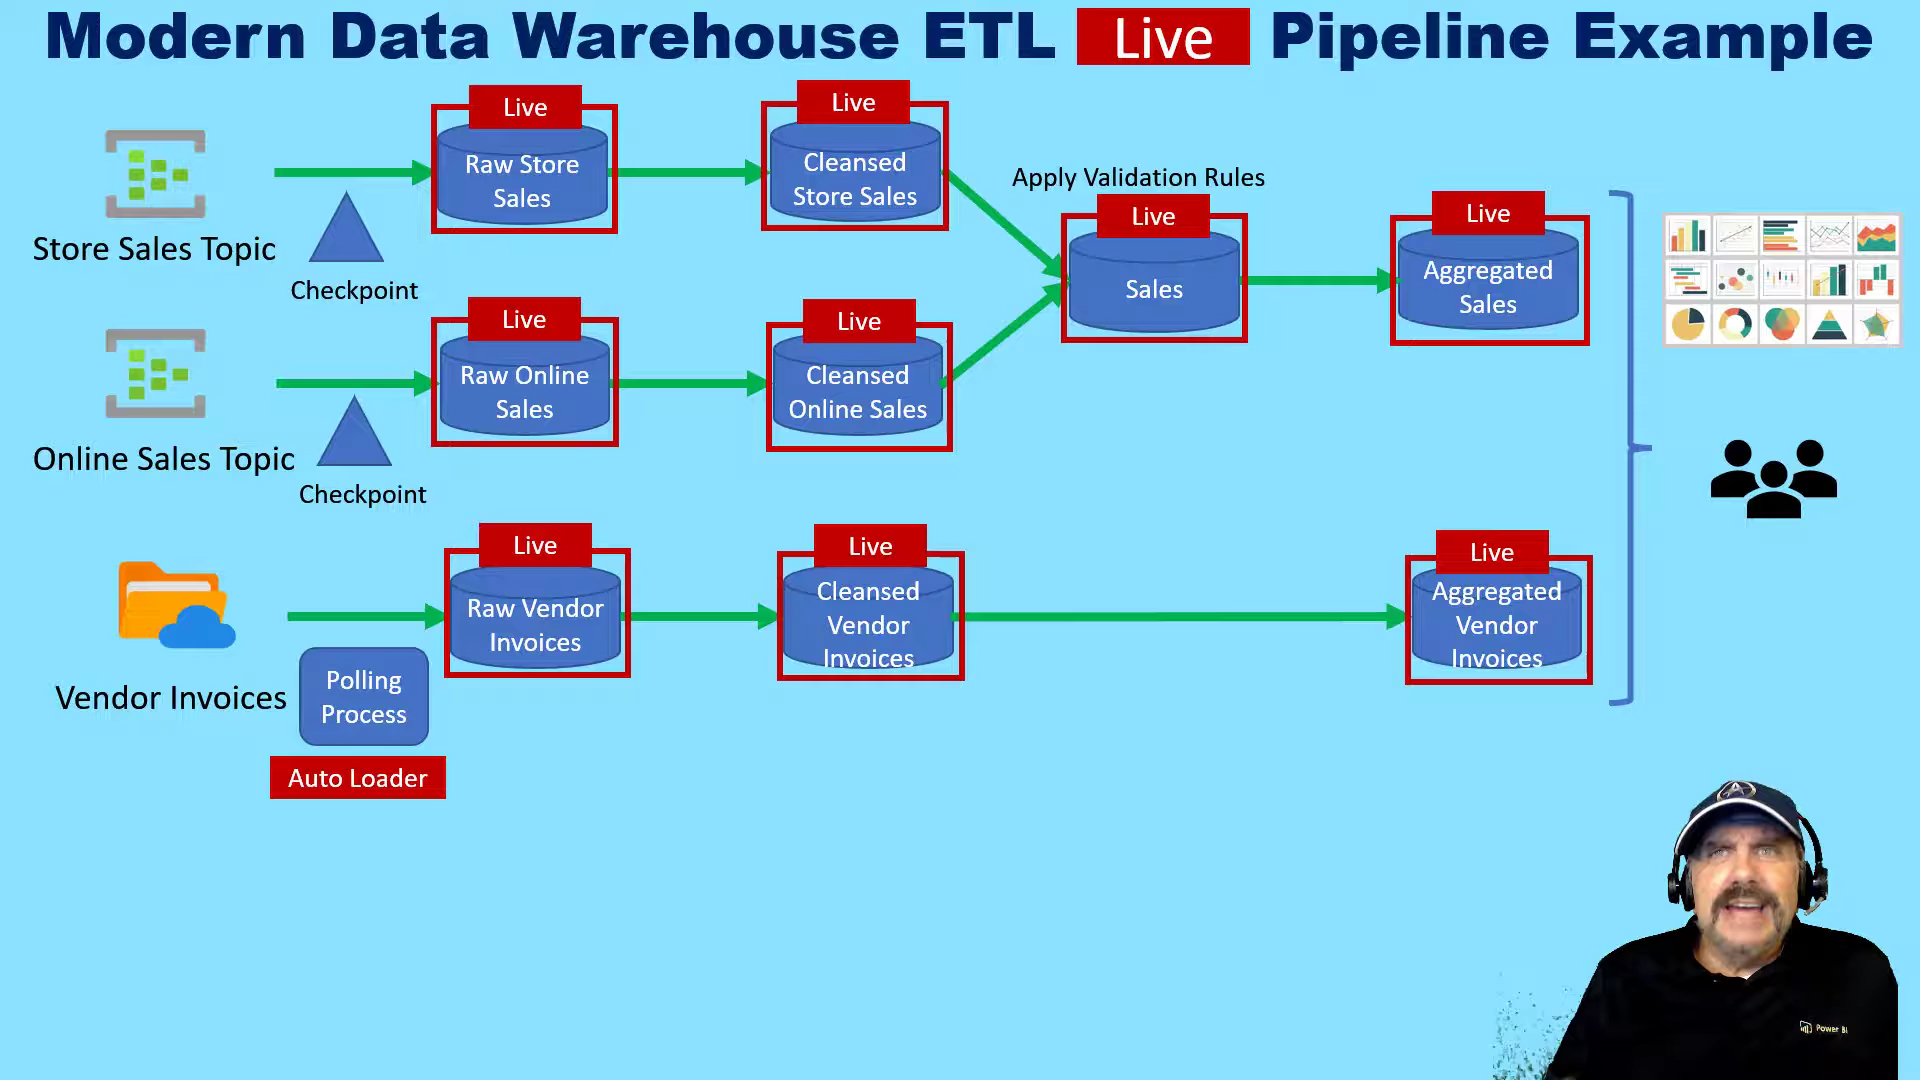 Modern Data Warehouse ETL Live Pipeline Example
Live
Raw Store
Sales
Live
Cleansed
Store Sales
Store Sales Topic
Checkpoint
Apply Validation Rules
Live
Sales
Live
Aggregated
Sales
Live
Raw Online
Sales
Live
Cleansed
Online Sales
Online Sales Topic
Checkpoint
Live
Raw Vendor
Invoices
Live
Cleansed
Vendor
Invoices
Live
Aggregated
Vendor
Invoices
Vendor Invoices
Polling
Process
Auto Loader
Power BI